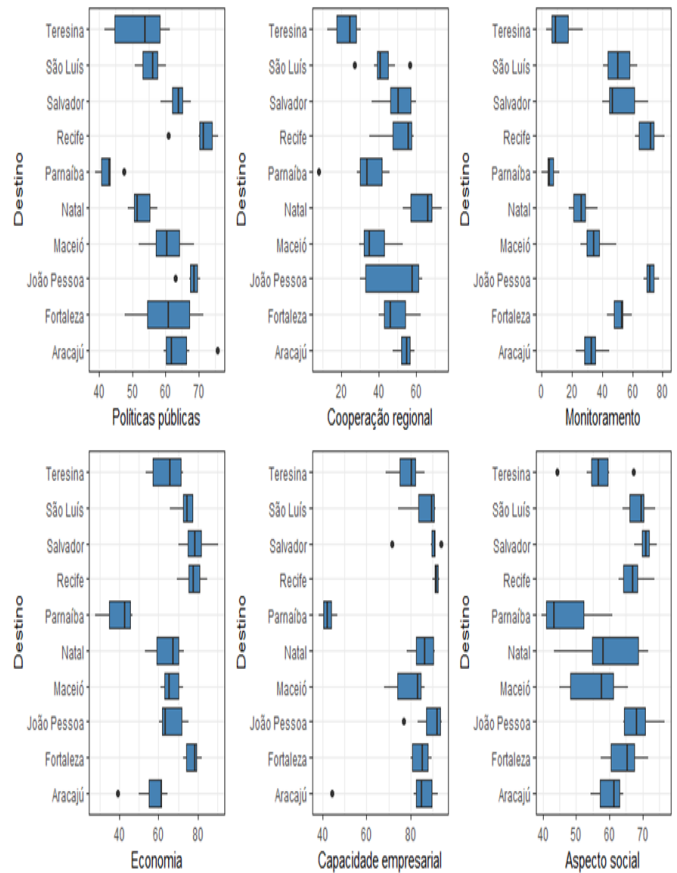 Destino
Teresina
São Luís
Salvador
Recife
Parnaíba
Natal
Maceió
João Pessoa
Fortaleza
Aracajú
40 50 60 70
Políticas públicas
Destino
Teresina
São Luís
Salvador
Recife
Parnaíba
Natal
Maceió
João Pessoa
Fortaleza
Aracajú
20 40 60
Cooperação regional
Destino
Teresina
São Luís
Salvador
Recife
Parnaíba
Natal
Maceió
João Pessoa
Fortaleza
Aracajú
0 20 40 60 80
Monitoramento
Destino
Teresina
São Luís
Salvador
Recife
Parnaíba
Natal
Maceió
João Pessoa
Fortaleza
Aracajú
40 60 80
Economia
Destino
Teresina
São Luís
Salvador
Recife
Parnaíba
Natal
Maceió
João Pessoa
Fortaleza
Aracajú
40 60 80
Capacidade empresarial
Destino
Teresina
São Luís
Salvador
Recife
Parnaíba
Natal
Maceió
João Pessoa
Fortaleza
Aracajú
40 50 60 70
Aspecto social